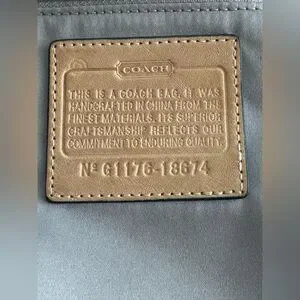 COACH
THIS IS A COACH BAG. IT WAS
HANDCRAFTED IN CHINA FROM THE
FINEST MATERIALS. ITS SUPERIOR
CRAFTSMANSHIP REFLECTS OUR
COMMITMENT TO ENDURING QUALITY.
Nº G1176-18674